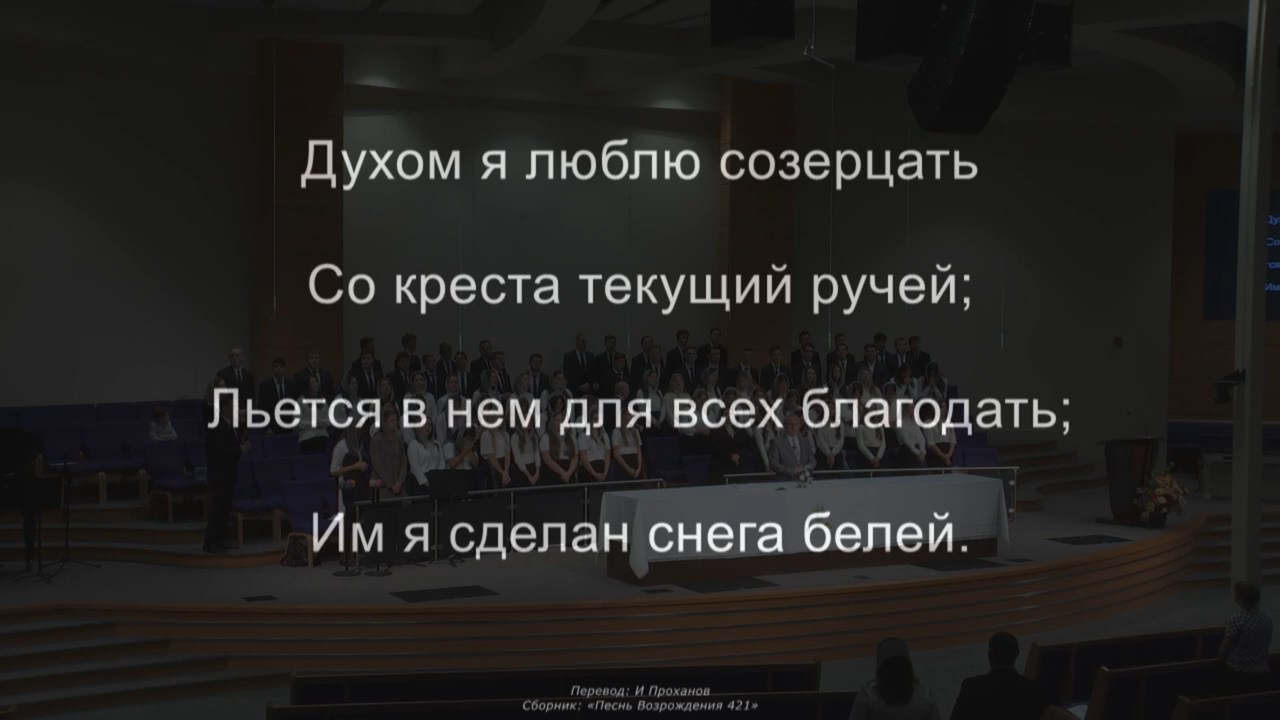 Духом я люблю созерцать
Со креста текущий ручей;
Льется в нем для всех благодать;
Им я сделан снега белей.
Перевод: И Проханов
Сборник: «Песнь Возрождения 421»